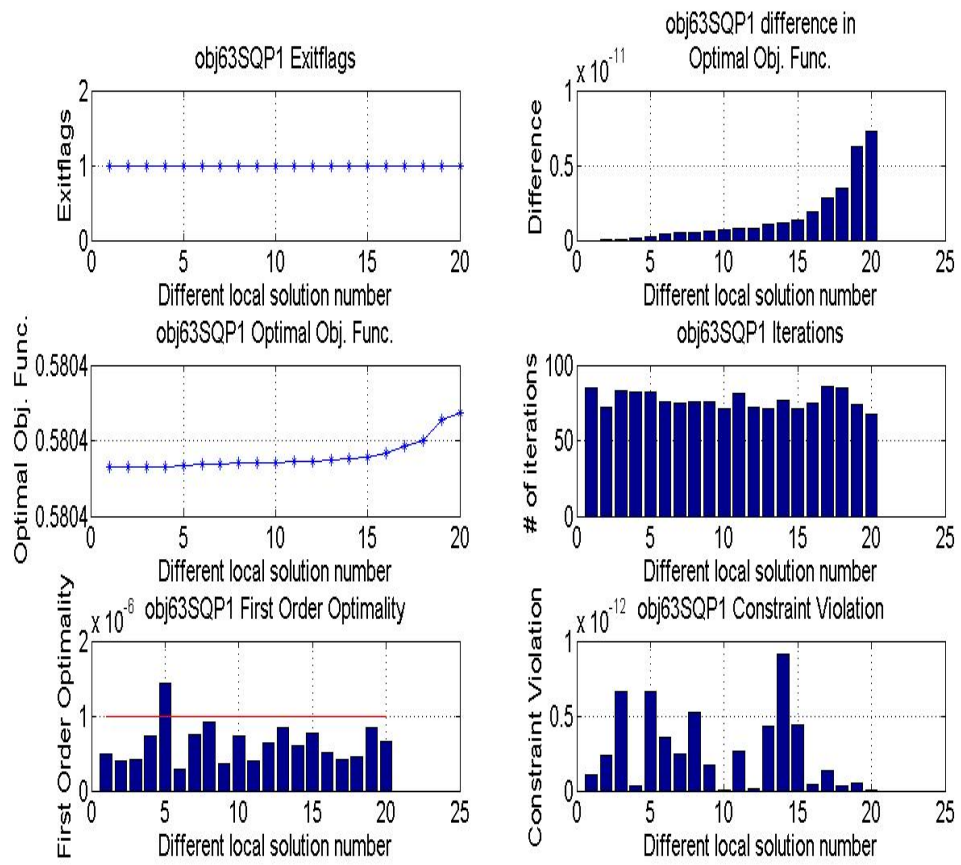 obj63SQP1 Exitflags
2
1
0
Exitflags
0
5
10
15
20
Different local solution number
obj63SQP1 difference in
Optimal Obj. Func.
x 10^-11
1
0.5
0
Difference
0
5
10
15
20
25
Different local solution number
obj63SQP1 Optimal Obj. Func.
0.5804
0.5804
0.5804
Optimal Obj. Func.
0
5
10
15
20
Different local solution number
obj63SQP1 Iterations
100
50
0
# of iterations
0
5
10
15
20
25
Different local solution number
obj63SQP1 First Order Optimality
x 10^-6
2
1
0
First Order Optimality
0
5
10
15
20
25
Different local solution number
obj63SQP1 Constraint Violation
x 10^-12
1
0.5
0
Constraint Violation
0
5
10
15
20
25
Different local solution number